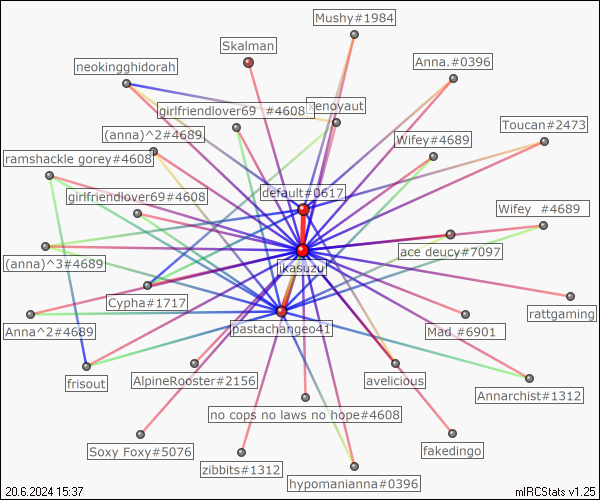 Mushy#1984
Skalman
neokingghidorah
Anna.#0396
girlfriendlover69 #4608
xenoyaut
Toucan#2473
(anna)^2#4689
Wifey#4689
ramshackle gorey#4608
default#0617
girlfriendlover69#4608
Wifey #4689
ace deucy#7097
(anna)^3#4689
ikasuzu
Cypha#1717
rattgaming
Anna^2#4689
pastachangeo41
Mad #6901
frisout
AlpineRooster#2156
avelicious
Annarchist#1312
no cops no laws no hope#4608
Soxy Foxy#5076
fakedingo
zibbits#1312
hypomanianna#0396
20.6.2024 15:37
mIRCStats v1.25